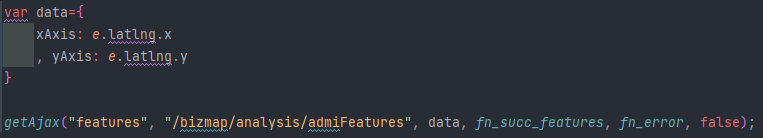 var data={
xAxis: e.latlng.x
, yAxis: e.latlng.y
}
getAjax("features", "/bizmap/analysis/admiFeatures", data, fn_succ_features, fn_error, false);